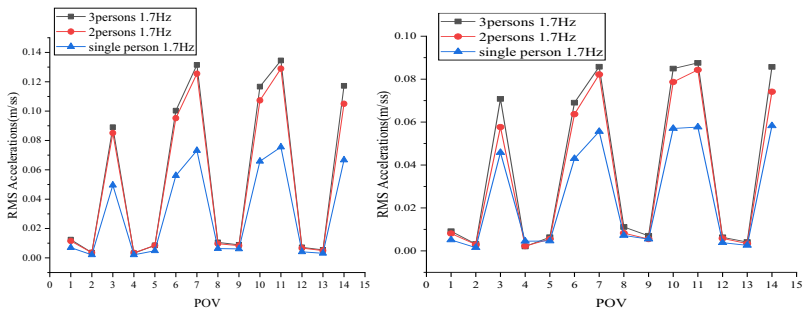 3persons 1.7Hz
2persons 1.7Hz
single person 1.7Hz
0.14
0.12
0.10
0.08
0.06
0.04
0.02
0.00
RMS Accelerations(m/ss)
0 1 2 3 4 5 6 7 8 9 10 11 12 13 14 15
POV
3persons 1.7Hz
2persons 1.7Hz
single person 1.7Hz
0.10
0.08
0.06
0.04
0.02
0.00
RMS Accelerations(m/ss)
0 1 2 3 4 5 6 7 8 9 10 11 12 13 14 15
POV